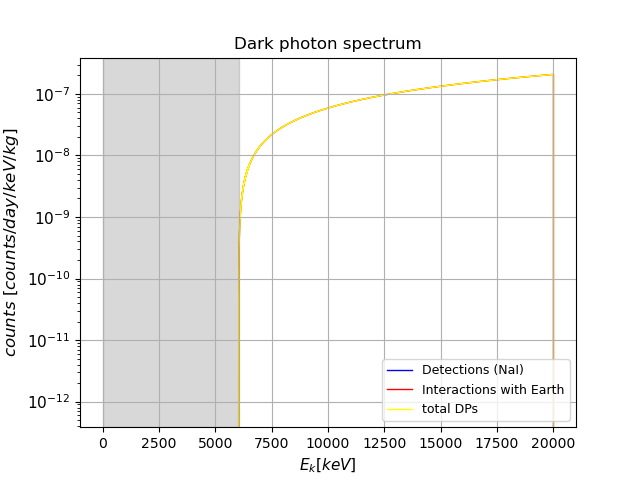 Dark photon spectrum
counts [counts/day/keV/kg]
10⁻⁷
10⁻⁸
10⁻⁹
10⁻¹⁰
10⁻¹¹
10⁻¹²
Detections (NaI)
Interactions with Earth
total DPs
0 2500 5000 7500 10000 12500 15000 17500 20000
Eₖ[keV]